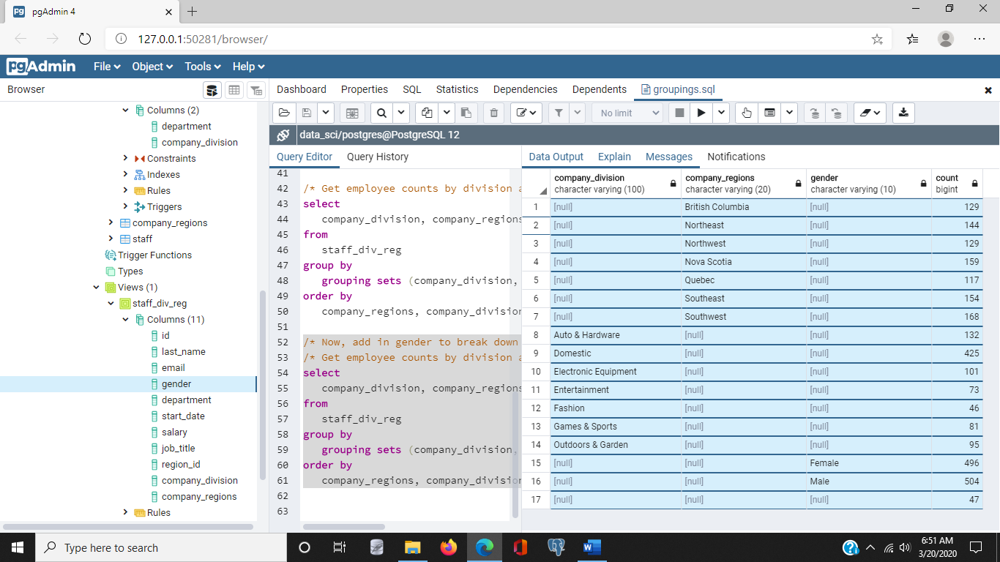 pgAdmin 4
127.0.0.1:50281/browser/
pgAdmin File Object Tools Help
Browser
Dashboard Properties SQL Statistics Dependencies Dependents groupings.sql
Columns (2)
department
company_division
Constraints
Indexes
Rules
Triggers
company_regions
staff
Trigger Functions
Types
Views (1)
staff_div_reg
Columns (11)
id
last_name
email
gender
department
start_date
salary
job_title
region_id
company_division
company_regions
Rules
No limit
data_sci/postgres@PostgreSQL 12
Query Editor Query History
41
42 /* Get employee counts by division a
43 select
44 company_division, company_regions
45 from
46 staff_div_reg
47 group by
48 grouping sets (company_division,
49 order by
50 company_regions, company_division
51
52 /* Now, add in gender to break down
53 /* Get employee counts by division a
54 select
55 company_division, company_regions
56 from
57 staff_div_reg
58 group by
59 grouping sets (company_division,
60 order by
61 company_regions, company_division
62
63
Data Output Explain Messages Notifications
company_division company_regions gender count
character varying (100) character varying (20) character varying (10) bigint
1 [null] British Columbia [null] 129
2 [null] Northeast [null] 144
3 [null] Northwest [null] 129
4 [null] Nova Scotia [null] 159
5 [null] Quebec [null] 117
6 [null] Southeast [null] 154
7 [null] Southwest [null] 168
8 Auto & Hardware [null] [null] 132
9 Domestic [null] [null] 425
10 Electronic Equipment [null] [null] 101
11 Entertainment [null] [null] 73
12 Fashion [null] [null] 46
13 Games & Sports [null] [null] 81
14 Outdoors & Garden [null] [null] 95
15 [null] [null] Female 496
16 [null] [null] Male 504
17 [null] [null] [null] 47
Type here to search
6:51 AM
3/20/2020